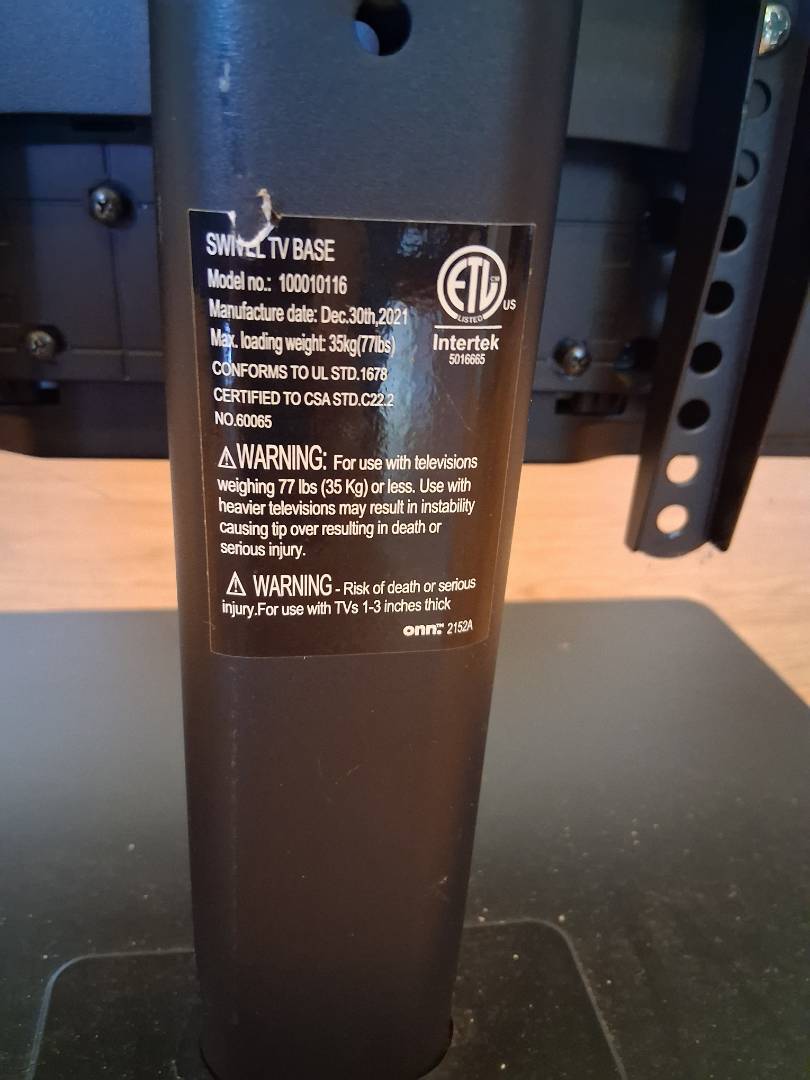 SWIVEL TV BASE
Model no.: 100010116
Manufacture date: Dec.30th,2021
Max. loading weight: 35kg(77lbs)
CONFORMS TO UL STD.1678
CERTIFIED TO CSA STD.C22.2
NO.60065
ETL
CM
US
LISTED
Intertek
5016665
⚠WARNING: For use with televisions
weighing 77 lbs (35 Kg) or less. Use with
heavier televisions may result in instability
causing tip over resulting in death or
serious injury.
⚠ WARNING - Risk of death or serious
injury.For use with TVs 1-3 inches thick
onn.™ 2152A